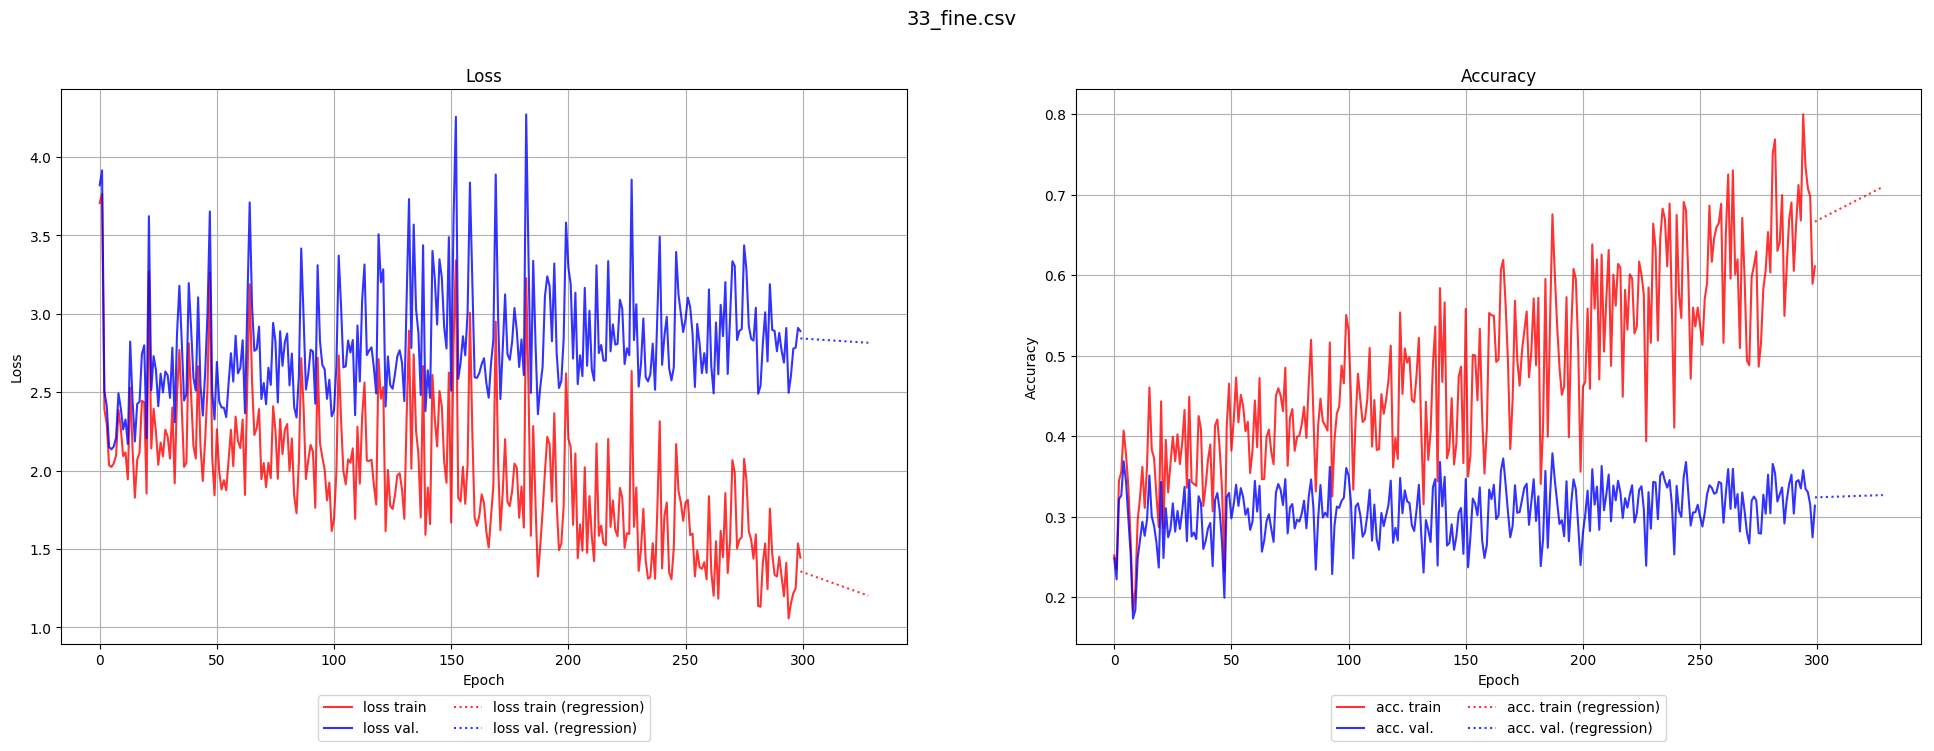 33_fine.csv
Loss
Loss
4.0
3.5
3.0
2.5
2.0
1.5
1.0
0 50 100 150 200 250 300
Epoch
loss train loss train (regression)
loss val. loss val. (regression)
Accuracy
Accuracy
0.8
0.7
0.6
0.5
0.4
0.3
0.2
0 50 100 150 200 250 300
Epoch
acc. train acc. train (regression)
acc. val. acc. val. (regression)